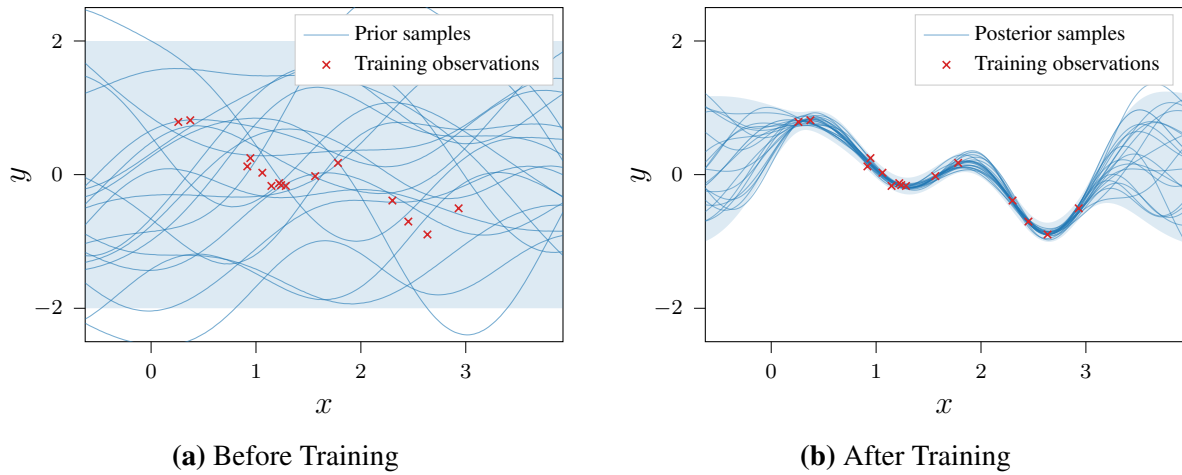 2
0
−2
y
0
1
2
3
x
Prior samples
Training observations
(a) Before Training
2
0
−2
y
0
1
2
3
x
Posterior samples
Training observations
(b) After Training